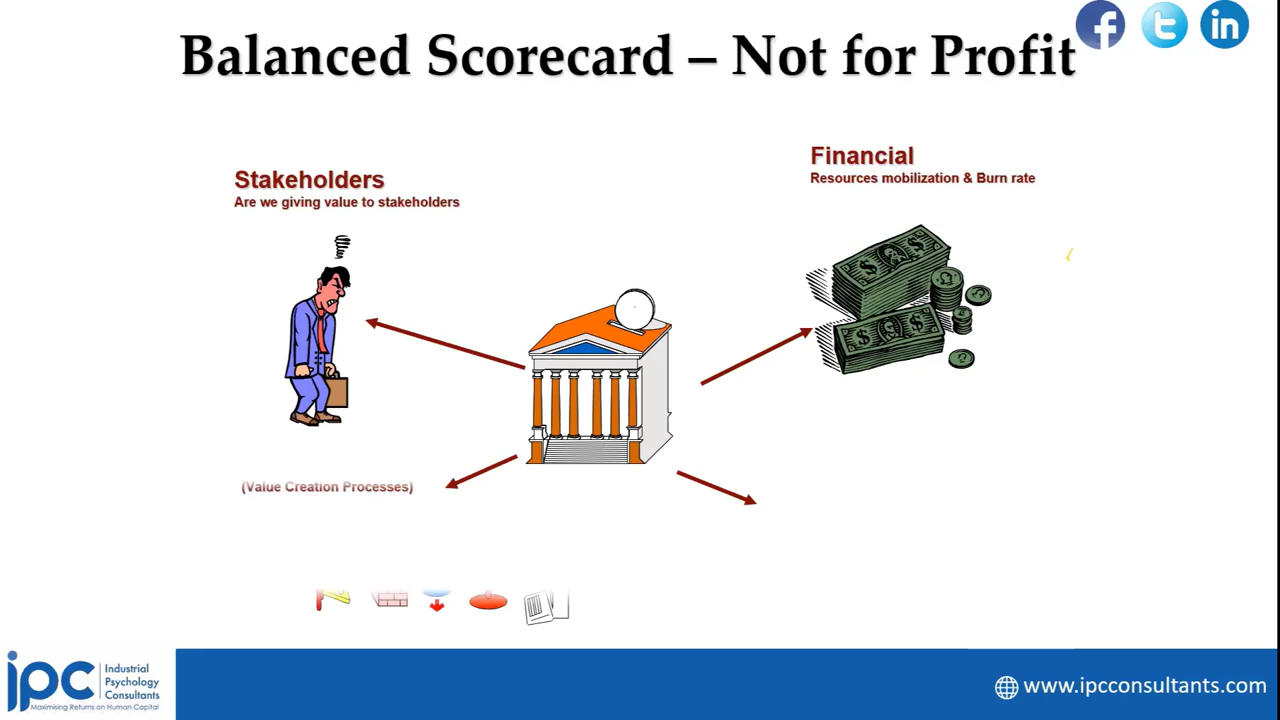 Balanced Scorecard – Not for Profit
Stakeholders
Are we giving value to stakeholders
Financial
Resources mobilization & Burn rate
(Value Creation Processes)
ipc
Industrial
Psychology
Consultants
Maximising Returns on Human Capital
www.ipcconsultants.com